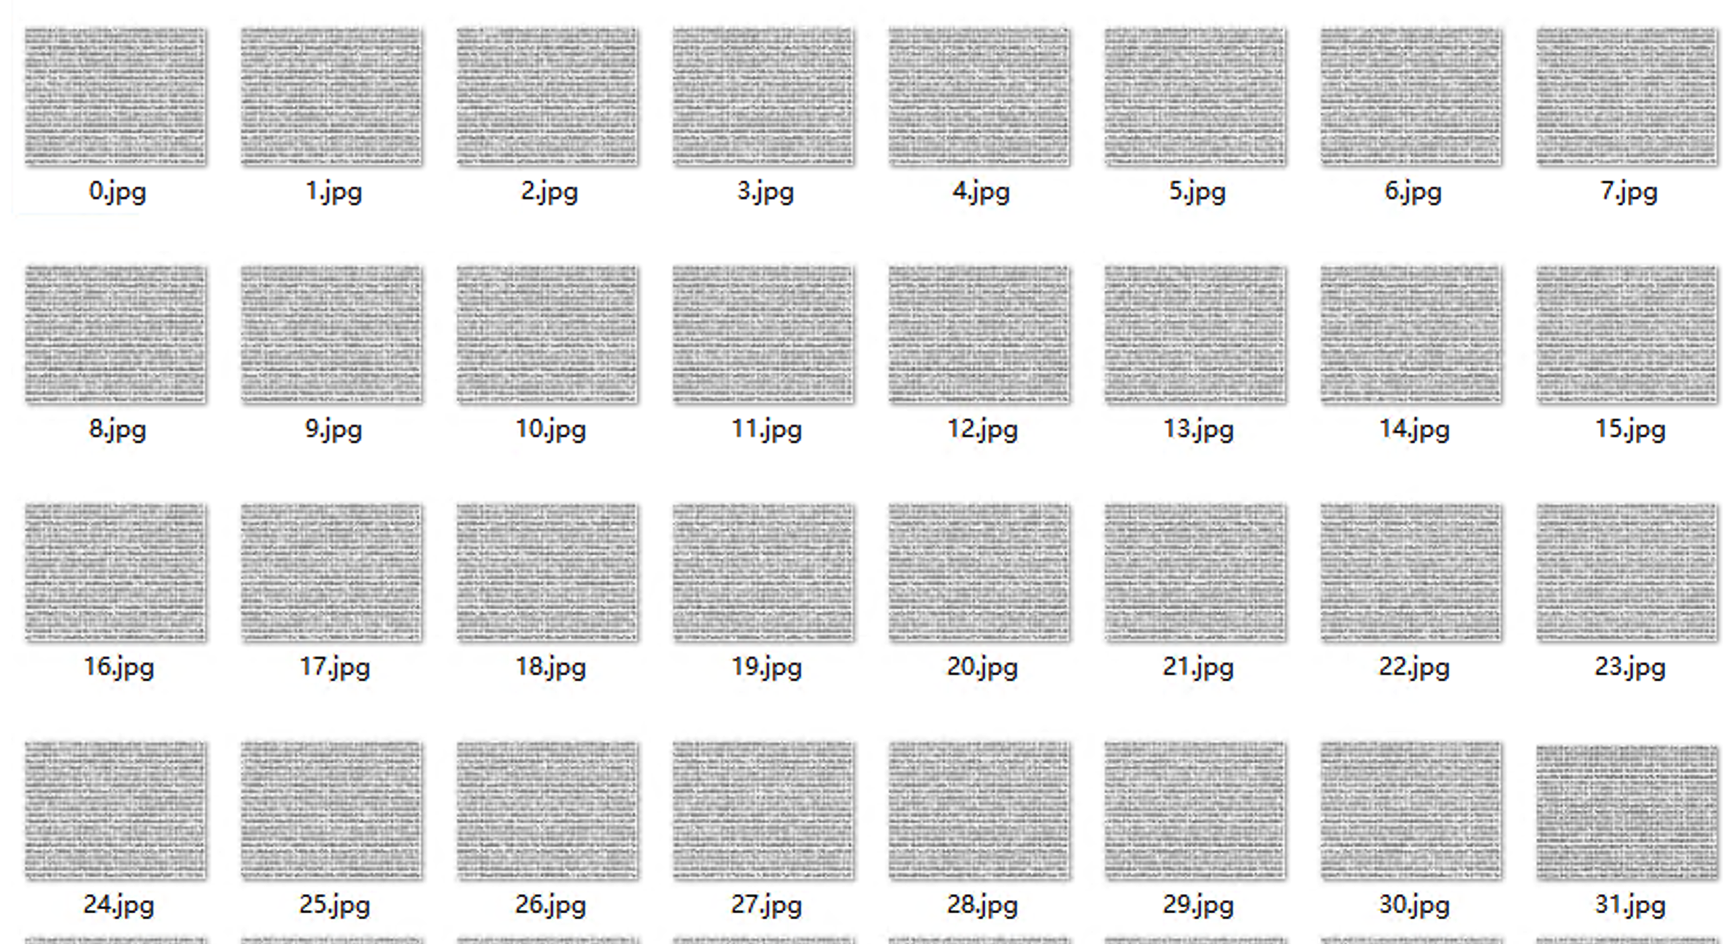 0.jpg 1.jpg 2.jpg 3.jpg 4.jpg 5.jpg 6.jpg 7.jpg
8.jpg 9.jpg 10.jpg 11.jpg 12.jpg 13.jpg 14.jpg 15.jpg
16.jpg 17.jpg 18.jpg 19.jpg 20.jpg 21.jpg 22.jpg 23.jpg
24.jpg 25.jpg 26.jpg 27.jpg 28.jpg 29.jpg 30.jpg 31.jpg